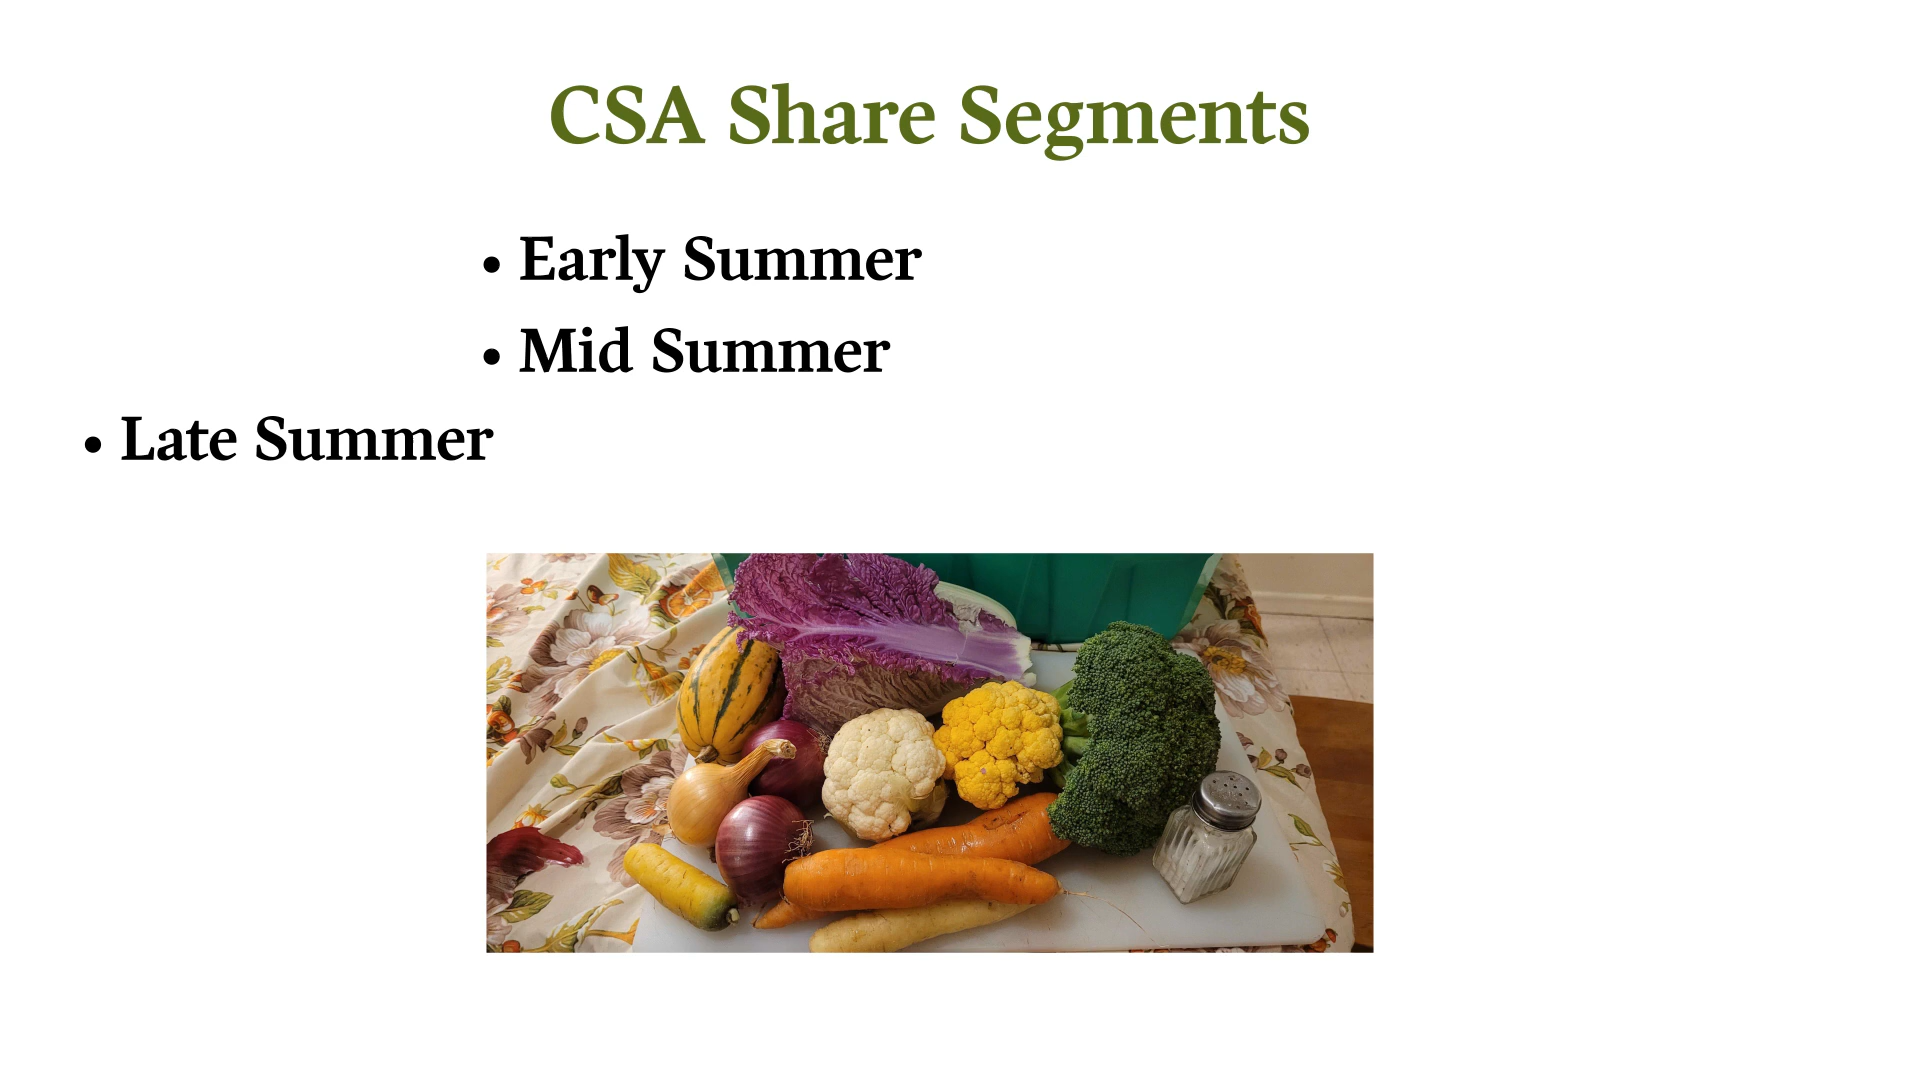 CSA Share Segments
• Early Summer
• Mid Summer
• Late Summer